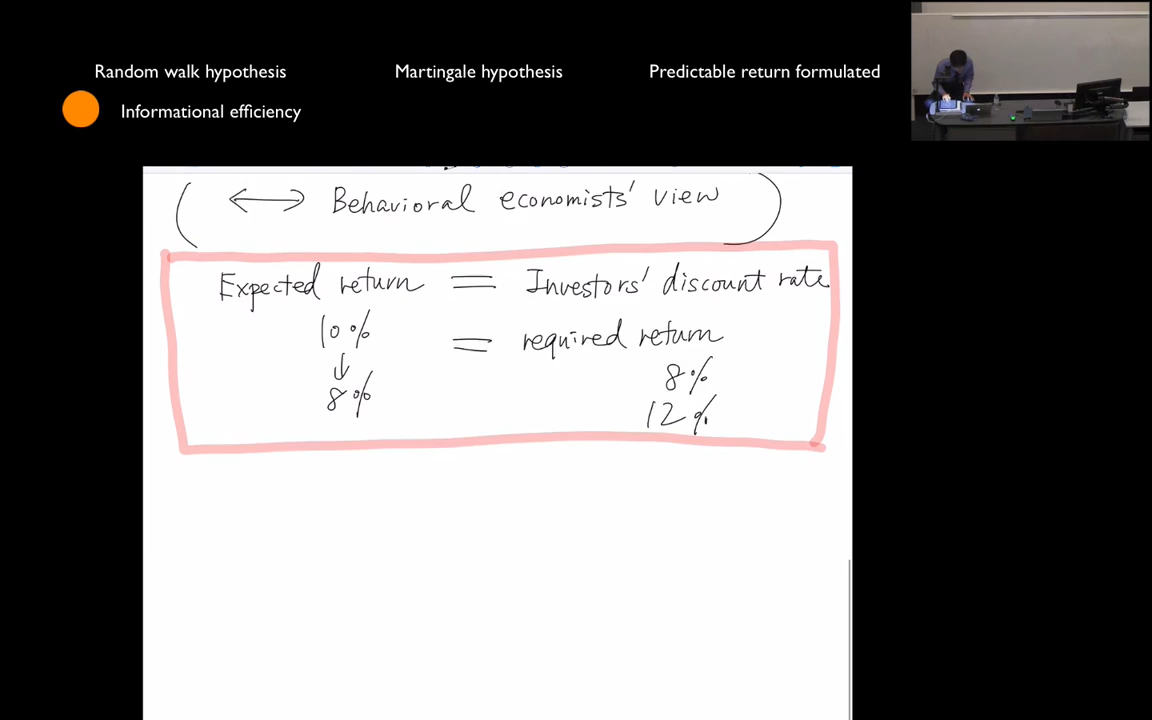 Random walk hypothesis Martingale hypothesis Predictable return formulated
Informational efficiency
( ⟷ Behavioral economists' view )
Expected return = Investors' discount rate
10% = required return
↓ 8%
8% 12%